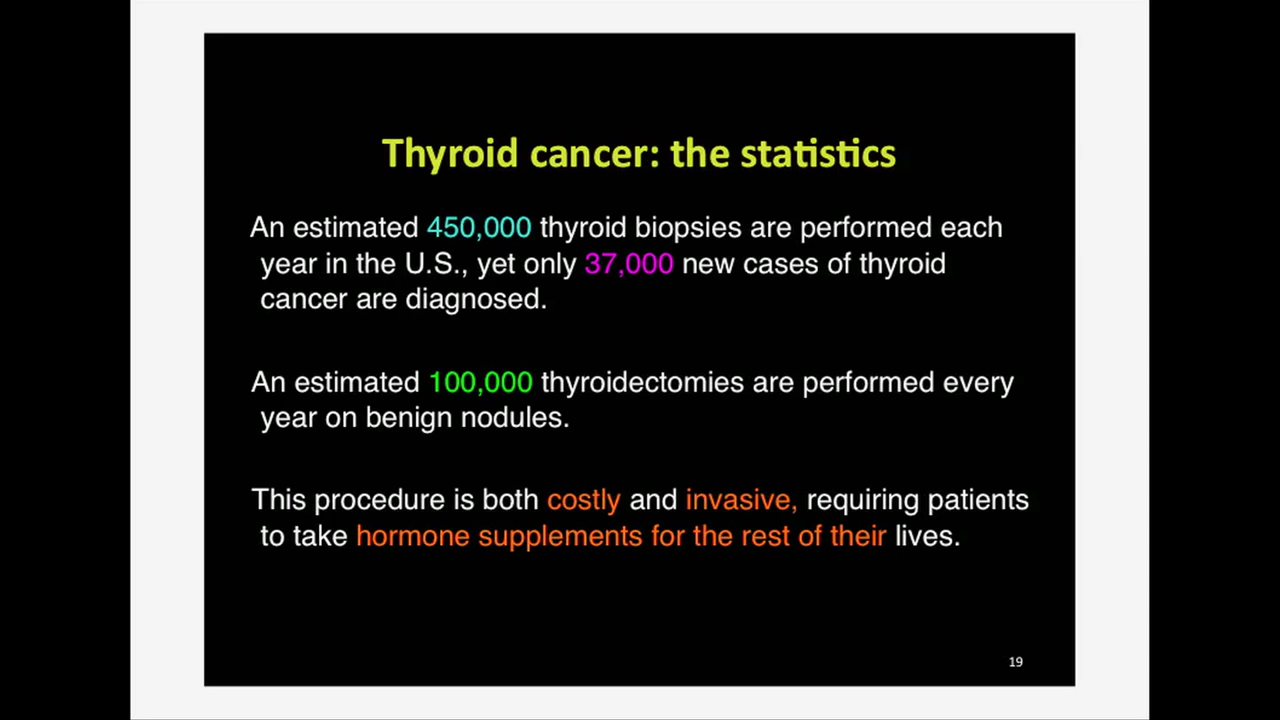 Thyroid cancer: the statistics
An estimated 450,000 thyroid biopsies are performed each
year in the U.S., yet only 37,000 new cases of thyroid
cancer are diagnosed.
An estimated 100,000 thyroidectomies are performed every
year on benign nodules.
This procedure is both costly and invasive, requiring patients
to take hormone supplements for the rest of their lives.
19